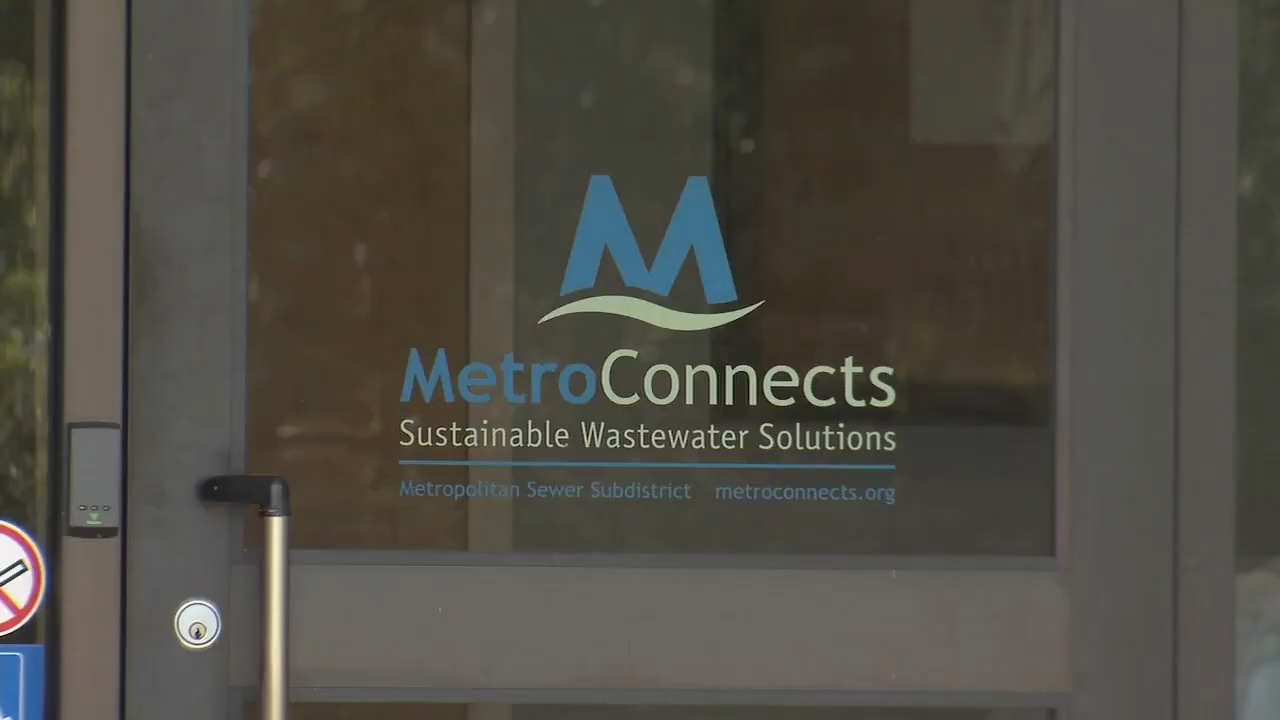 M
MetroConnects
Sustainable Wastewater Solutions
Metropolitan Sewer Subdistrict metroconnects.org